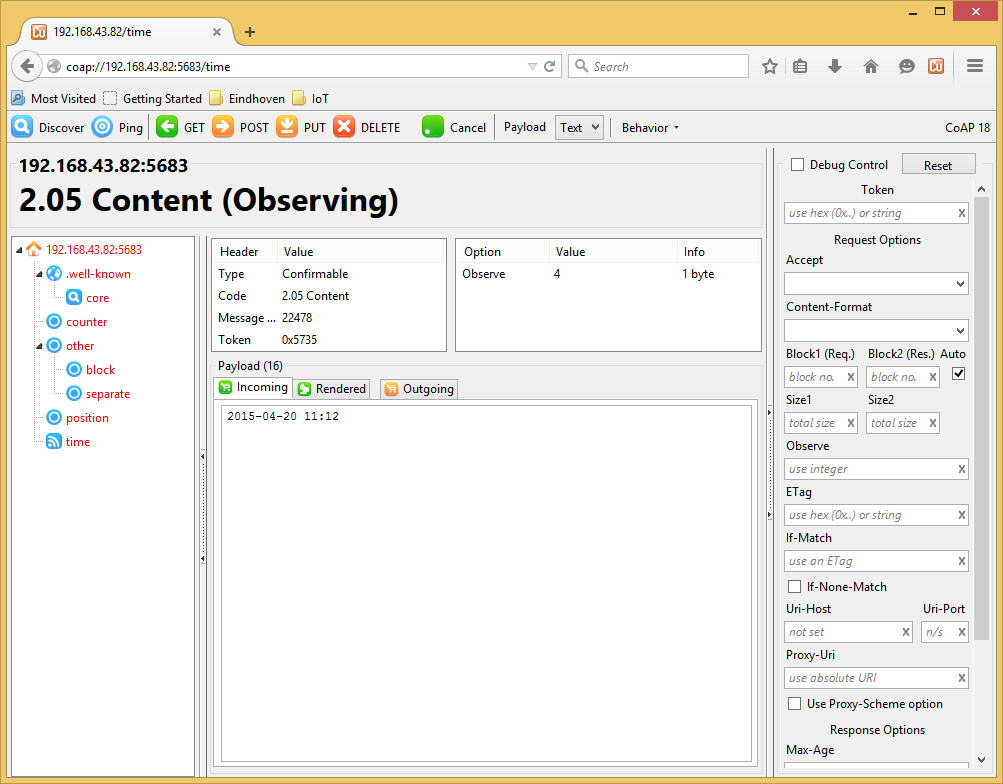 192.168.43.82/time
coap://192.168.43.82:5683/time
Search
Most Visited Getting Started Eindhoven IoT
Discover Ping GET POST PUT DELETE Cancel Payload Text Behavior CoAP 18
192.168.43.82:5683
2.05 Content (Observing)
192.168.43.82:5683
.well-known
core
counter
other
block
separate
position
time
Header Value
Type Confirmable
Code 2.05 Content
Message ... 22478
Token 0x5735
Option Value Info
Observe 4 1 byte
Payload (16)
Incoming Rendered Outgoing
2015-04-20 11:12
Debug Control Reset
Token
use hex (0x..) or string X
Request Options
Accept
Content-Format
Block1 (Req.) Block2 (Res.) Auto
block no. X block no. X
Size1 Size2
total size X total size X
Observe
use integer X
ETag
use hex (0x..) or string X
If-Match
use an ETag X
If-None-Match
Uri-Host Uri-Port
not set X n/s X
Proxy-Uri
use absolute URI X
Use Proxy-Scheme option
Response Options
Max-Age